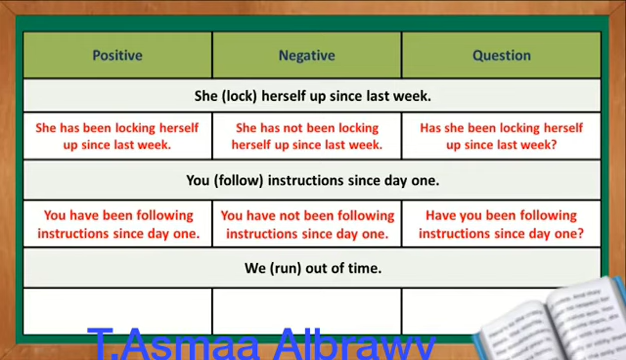 Positive Negative Question
She (lock) herself up since last week.
She has been locking herself
up since last week.
She has not been locking
herself up since last week.
Has she been locking herself
up since last week?
You (follow) instructions since day one.
You have been following
instructions since day one.
You have not been following
instructions since day one.
Have you been following
instructions since day one?
We (run) out of time.
T.Asmaa Albrawy